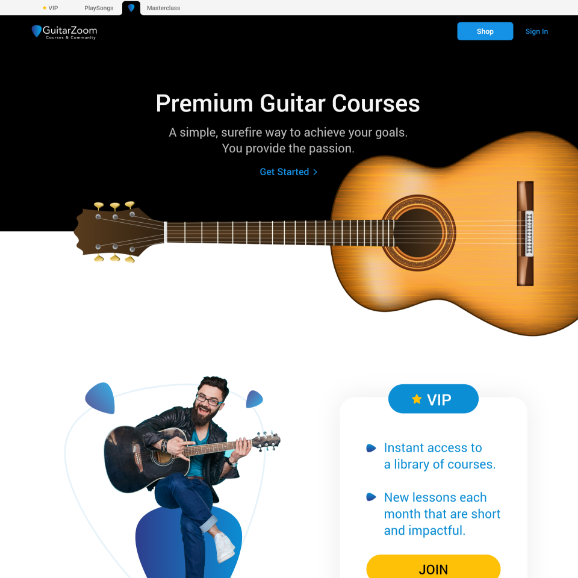 VIP
PlaySongs
Masterclass
GuitarZoom
Courses & Community
Shop
Sign In
Premium Guitar Courses
A simple, surefire way to achieve your goals.
You provide the passion.
Get Started
VIP
Instant access to
a library of courses.
New lessons each
month that are short
and impactful.
JOIN